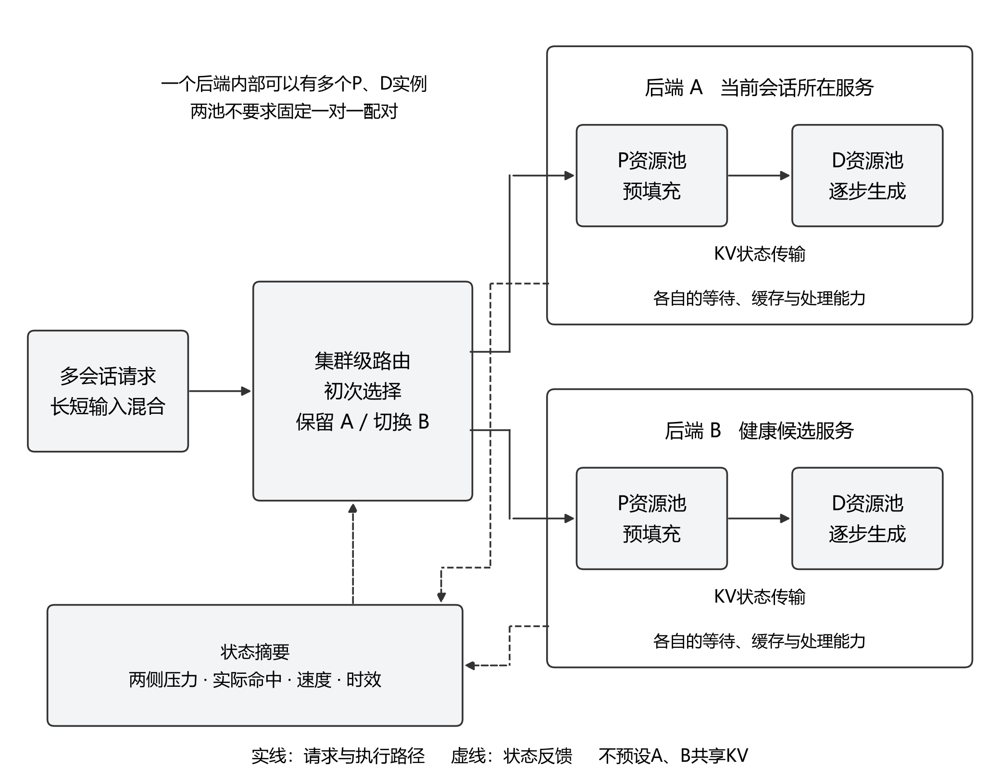 一个后端内部可以有多个P、D实例
两池不要求固定一对一配对
后端 A 当前会话所在服务
P资源池
预填充
D资源池
逐步生成
KV状态传输
各自的等待、缓存与处理能力
多会话请求
长短输入混合
集群级路由
初次选择
保留 A / 切换 B
后端 B 健康候选服务
P资源池
预填充
D资源池
逐步生成
KV状态传输
各自的等待、缓存与处理能力
状态摘要
两侧压力 · 实际命中 · 速度 · 时效
实线：请求与执行路径 虚线：状态反馈 不预设A、B共享KV